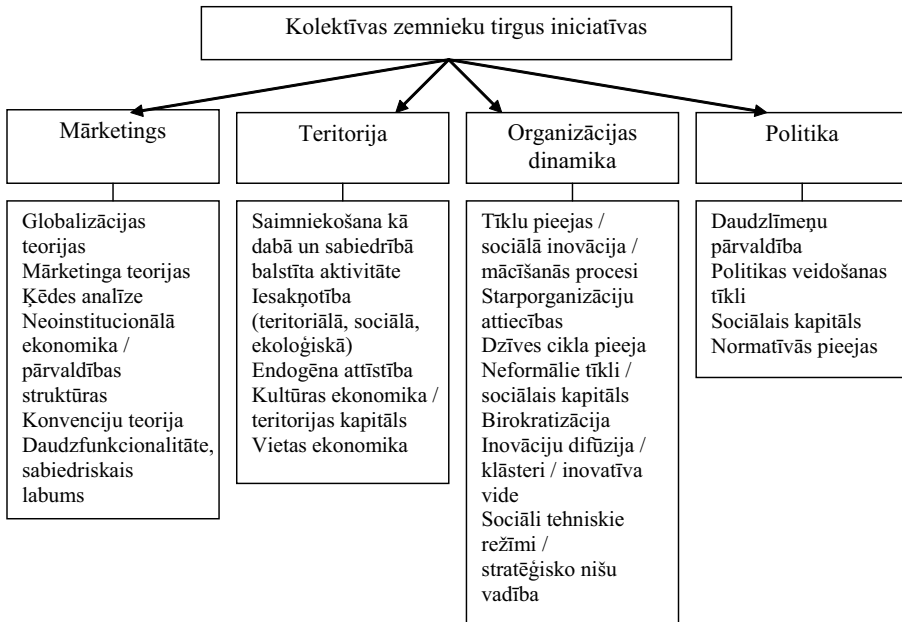 Kolektīvas zemnieku tirgus iniciatīvas
Mārketings
Globalizācijas
teorijas
Mārketinga teorijas
Ķēdes analīze
Neoinstitucionālā
ekonomika /
pārvaldības
struktūras
Konvenciju teorija
Daudzfunkcionalitāte,
sabiedriskais
labums
Teritorija
Saimniekošana kā
dabā un sabiedrībā
balstīta aktivitāte
Iesakņotība
(teritoriālā, sociālā,
ekoloģiskā)
Endogēna attīstība
Kultūras ekonomika /
teritorijas kapitāls
Vietas ekonomika
Organizācijas
dinamika
Tīklu pieejas /
sociālā inovācija /
mācīšanās procesi
Starporganizāciju
attiecības
Dzīves cikla pieeja
Neformālie tīkli /
sociālais kapitāls
Birokratizācija
Inovāciju difūzija /
klāsteri / inovatīva
vide
Sociāli tehniskie
režīmi /
stratēģisko nišu
vadība
Politika
Daudzlīmeņu
pārvaldība
Politikas veidošanas
tīkli
Sociālais kapitāls
Normatīvās pieejas